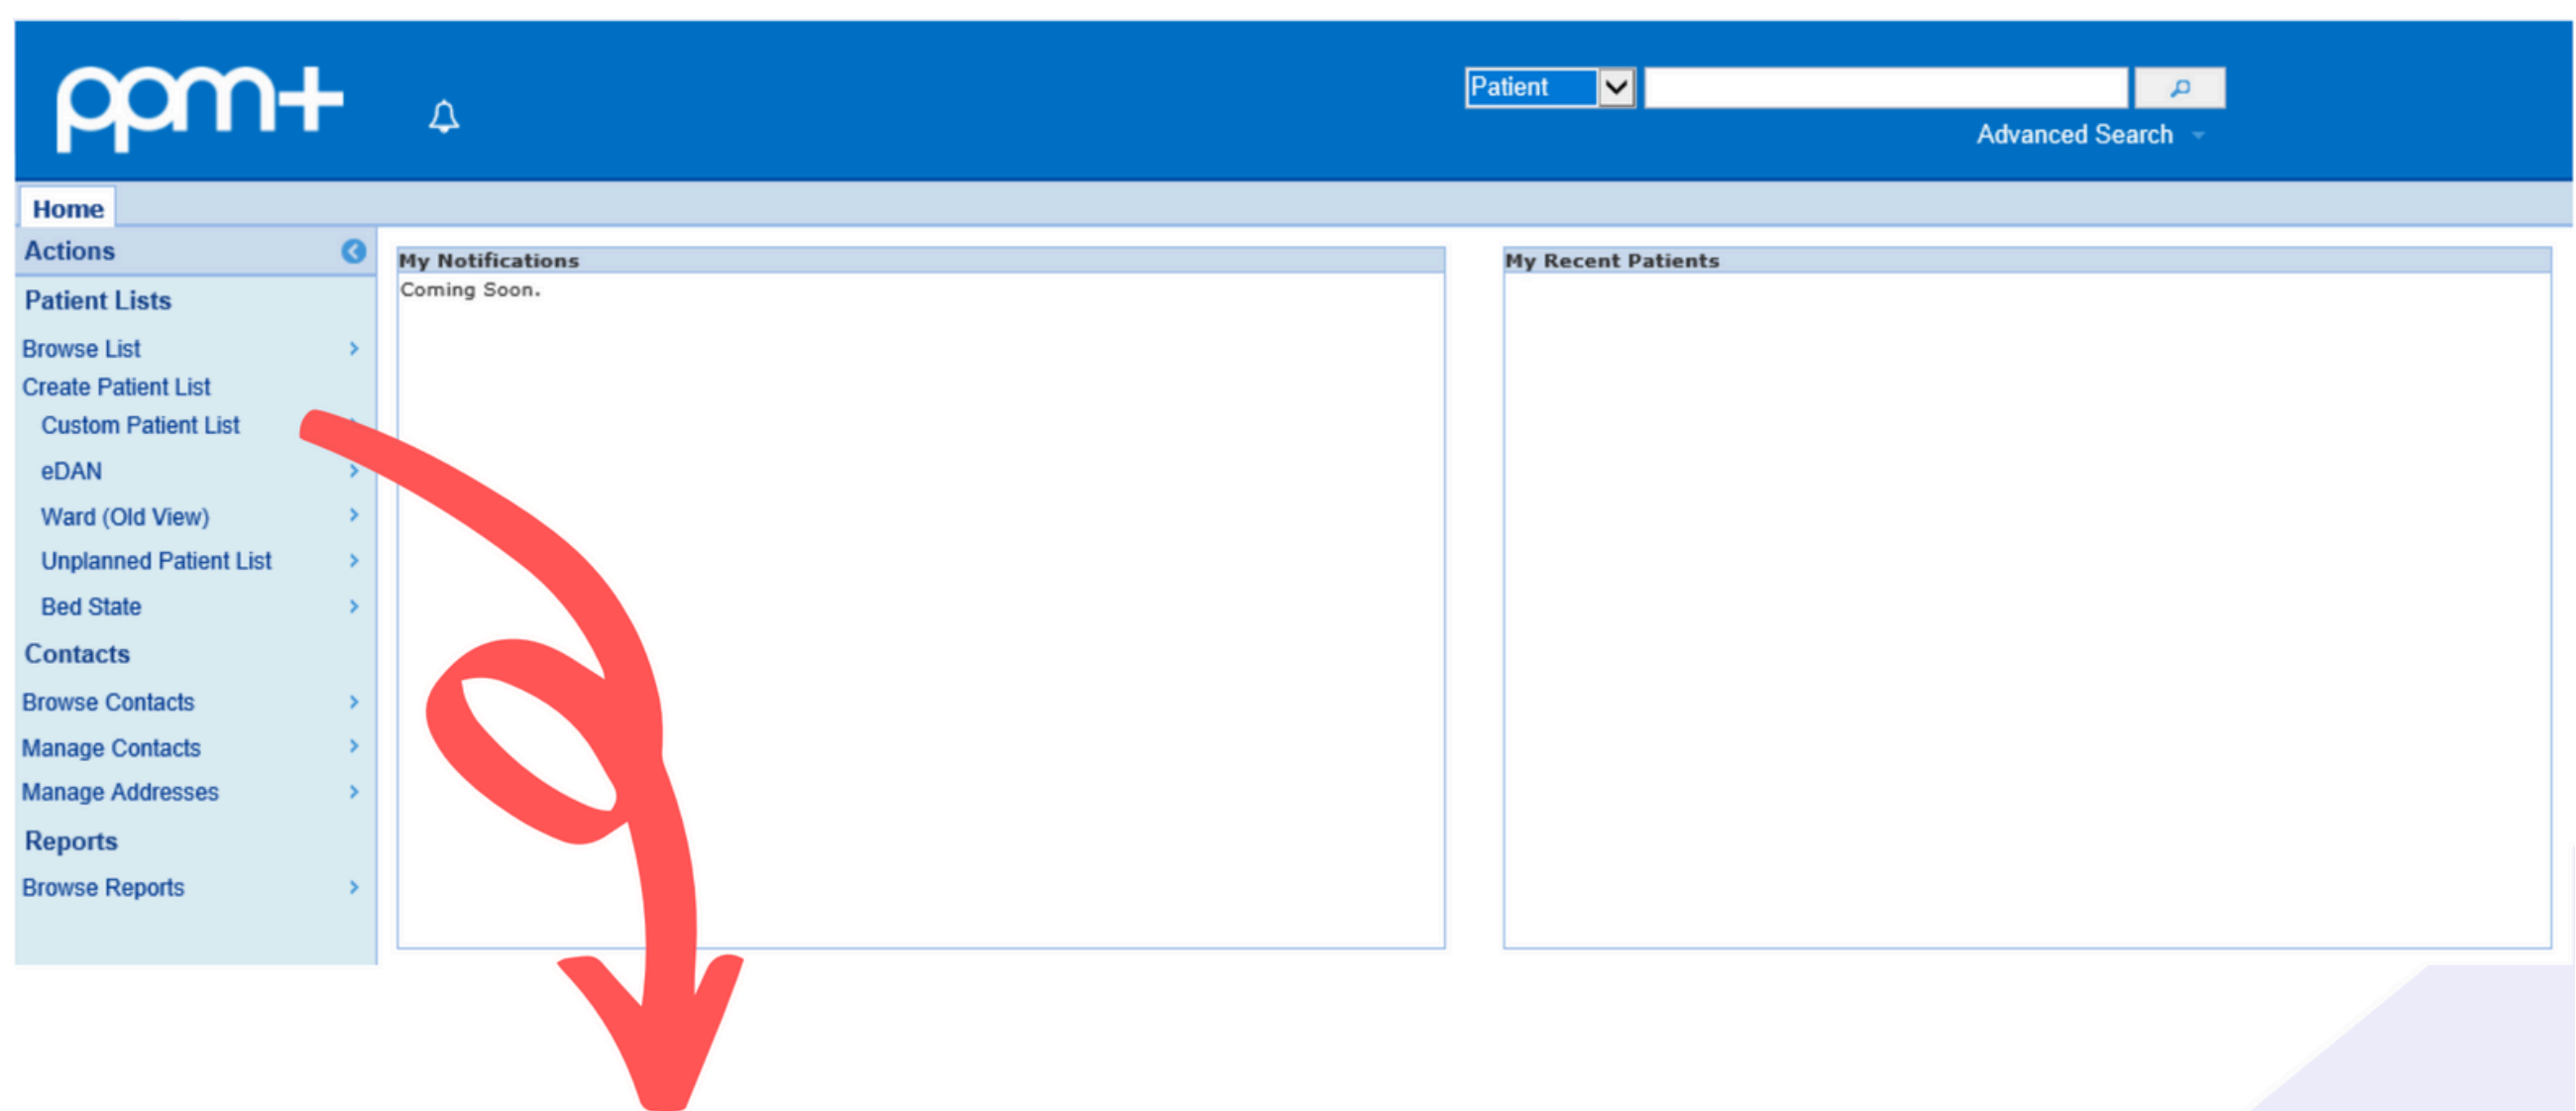 ppm+
Patient
Advanced Search
Home
Actions
My Notifications
My Recent Patients
Coming Soon.
Patient Lists
Browse List
Create Patient List
Custom Patient List
eDAN
Ward (Old View)
Unplanned Patient List
Bed State
Contacts
Browse Contacts
Manage Contacts
Manage Addresses
Reports
Browse Reports